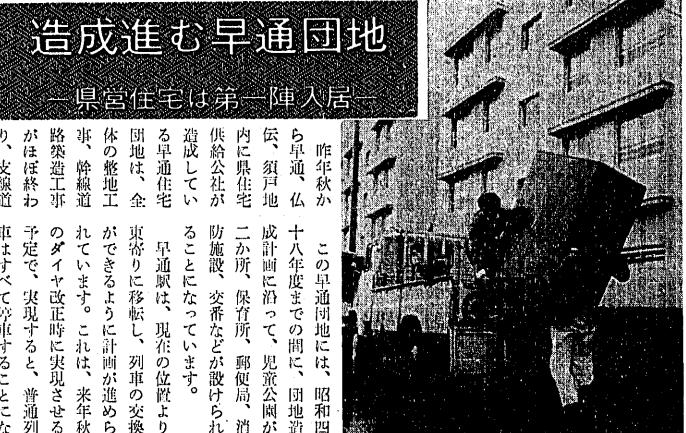 造成進む早通団地
―県営住宅は第一陣入居―
昨年秋か
ら早通、仏
伝、須戸地
内に県住宅
供給公社が
造成してい
る早通住宅
団地は、全
体の整地工
事、幹線道
路築造工事
がほぼ終わ
り、支線道
この早通団地には、昭和四
十八年度までの間に、団地造
成計画に沿って、児童公園が
二か所、保育所、郵便局、消
防施設、交番などが設けられ
ることになっています。
早通駅は、現在の位置より
東寄りに移転し、列車の交換
ができるように計画が進めら
れています。これは、来年秋
のダイヤ改正時に実現させる
予定で、実現すると、普通列
車はすべて停車することにな